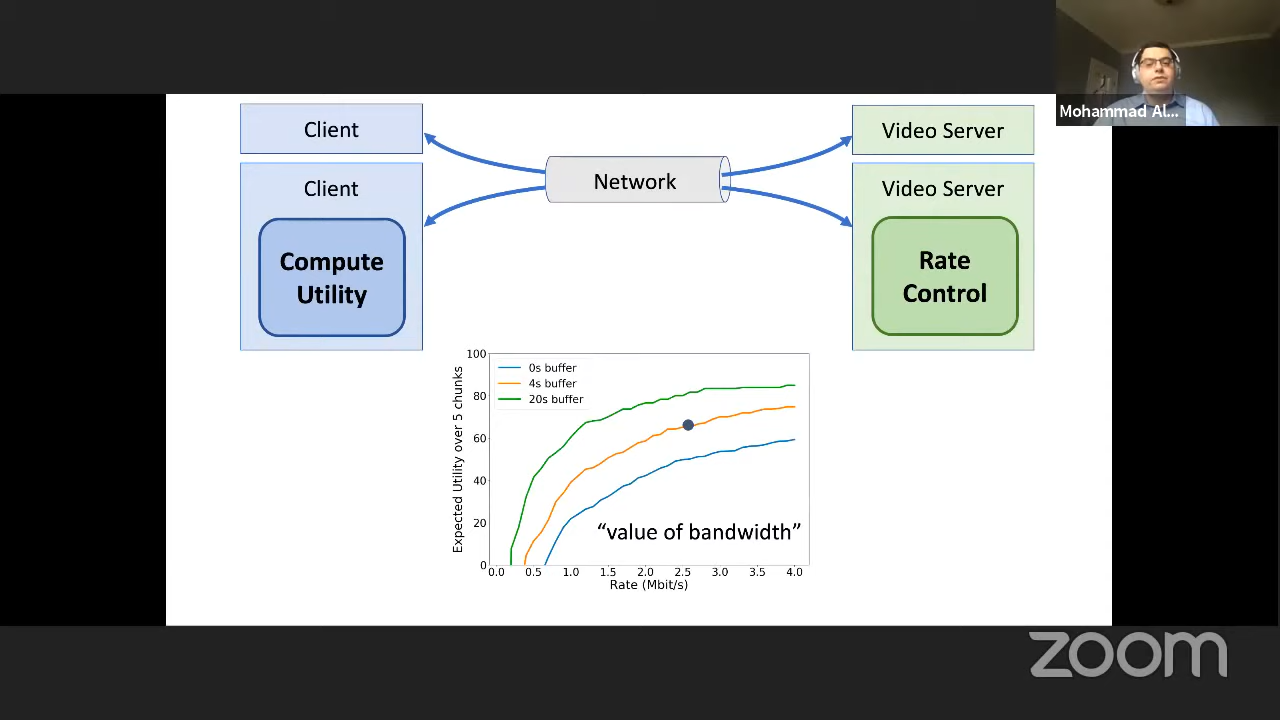 Mohammad Al...
Client
Video Server
Network
Client
Video Server
Compute
Utility
Rate
Control
Expected Utility over 5 chunks
100
80
60
40
20
0
0s buffer
4s buffer
20s buffer
“value of bandwidth”
0.0 0.5 1.0 1.5 2.0 2.5 3.0 3.5 4.0
Rate (Mbit/s)
zoom